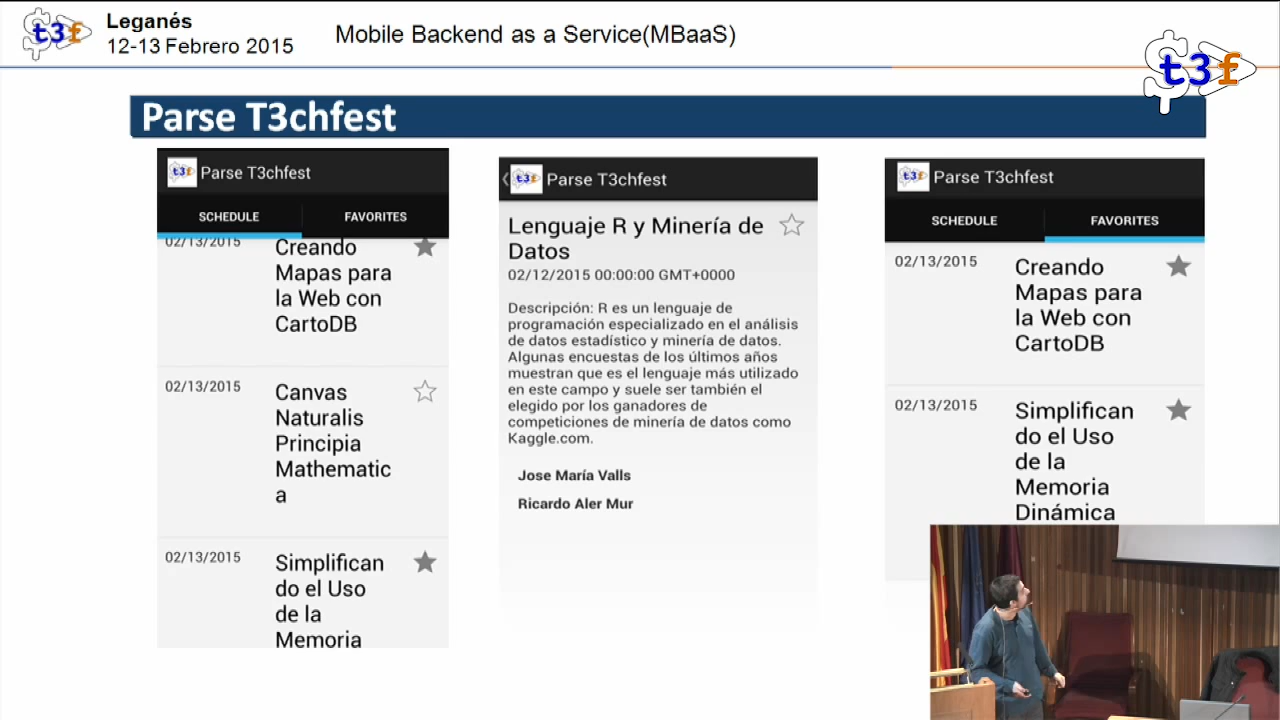 t3f
Leganés
12-13 Febrero 2015
Mobile Backend as a Service(MBaaS)
t3f
Parse T3chfest
t3f
Parse T3chfest
SCHEDULE
FAVORITES
02/13/2015
Creando
Mapas para
la Web con
CartoDB
02/13/2015
Canvas
Naturalis
Principia
Mathematic
a
02/13/2015
Simplifican
do el Uso
de la
Memoria
t3f
Parse T3chfest
Lenguaje R y Minería de
Datos
02/12/2015 00:00:00 GMT+0000
Descripción: R es un lenguaje de
programación especializado en el análisis
de datos estadístico y minería de datos.
Algunas encuestas de los últimos años
muestran que es el lenguaje más utilizado
en este campo y suele ser también el
elegido por los ganadores de
competiciones de minería de datos como
Kaggle.com.
Jose María Valls
Ricardo Aler Mur
t3f
Parse T3chfest
SCHEDULE
FAVORITES
02/13/2015
Creando
Mapas para
la Web con
CartoDB
02/13/2015
Simplifican
do el Uso
de la
Memoria
Dinámica